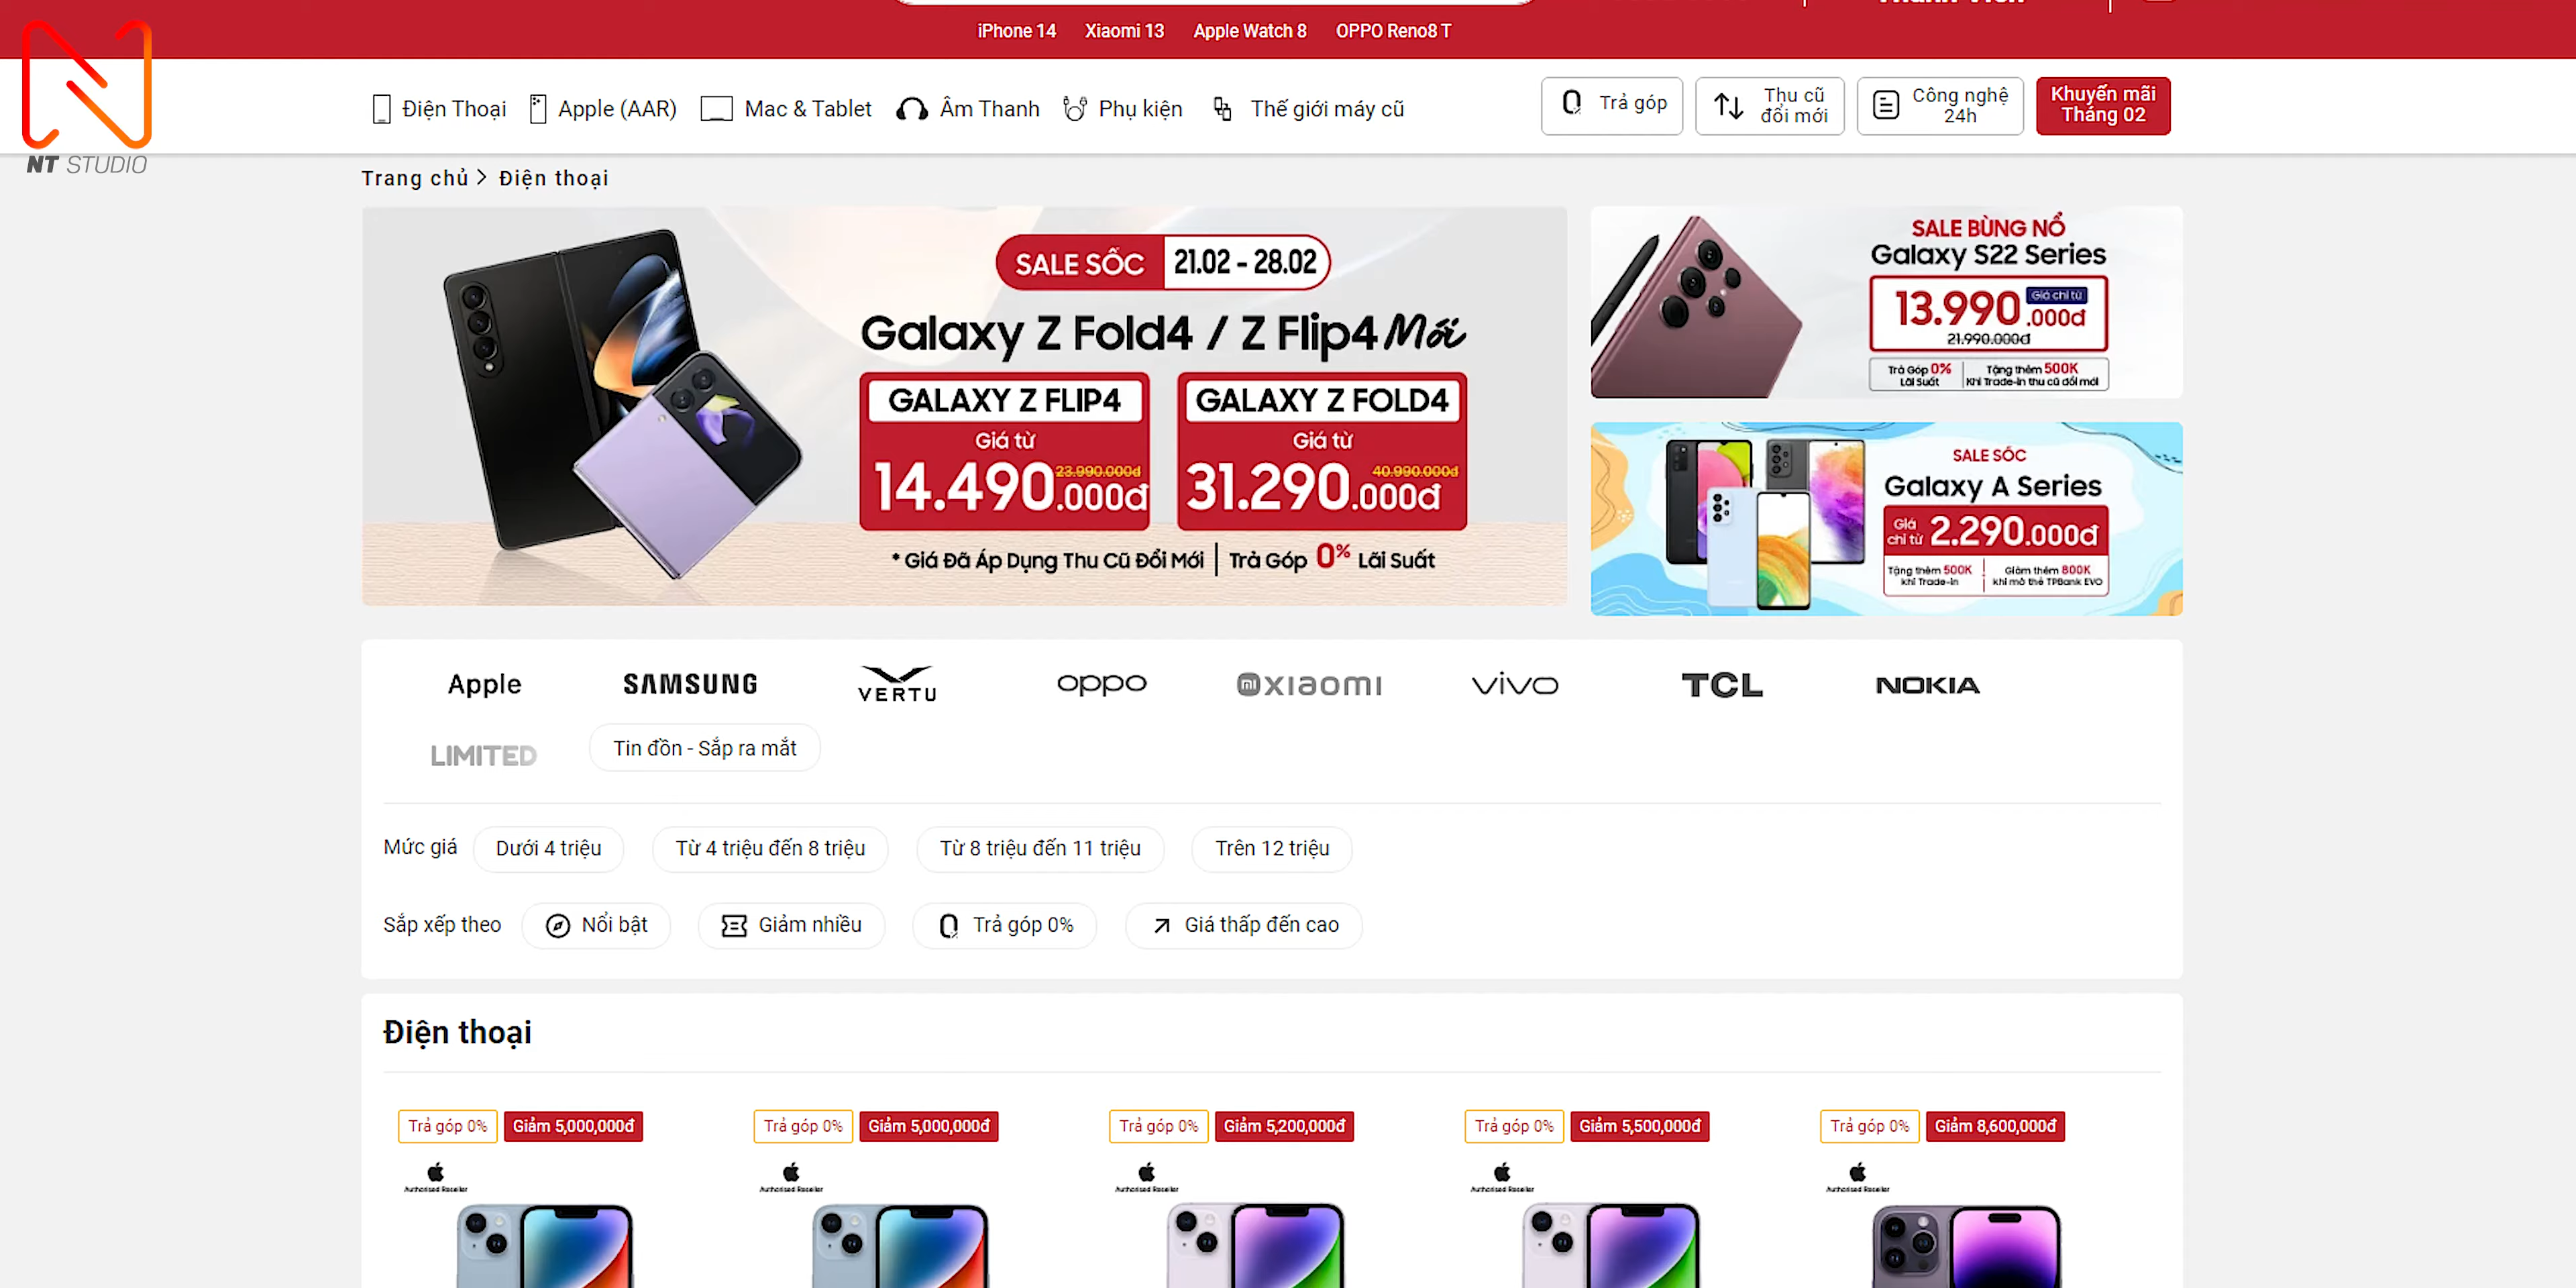 iPhone 14 Xiaomi 13 Apple Watch 8 OPPO Reno8 T
NT STUDIO
Điện Thoại Apple (AAR) Mac & Tablet Âm Thanh Phụ kiện Thế giới máy cũ
Trả góp
Thu cũ
đổi mới
Công nghệ
24h
Khuyến mãi
Tháng 02
Trang chủ > Điện thoại
SALE SỐC 21.02 - 28.02
Galaxy Z Fold4 / Z Flip4 Mới
GALAXY Z FLIP4
Giá từ
23.990.000đ
14.490.000đ
GALAXY Z FOLD4
Giá từ
40.990.000đ
31.290.000đ
* Giá Đã Áp Dụng Thu Cũ Đổi Mới | Trả Góp 0% Lãi Suất
SALE BÙNG NỔ
Galaxy S22 Series
13.990.000đ Giá chỉ từ
21.990.000đ
Trả Góp 0%
Lãi Suất
Tặng thêm 500K
Khi Trade-in thu cũ đổi mới
SALE SỐC
Galaxy A Series
Giá
chỉ từ 2.290.000đ
Tặng thêm 500K
khi Trade-in
Giảm thêm 800K
khi mở thẻ TPBank EVO
Apple SAMSUNG VERTU oppo xiaomi vivo TCL NOKIA
LIMITED Tin đồn - Sắp ra mắt
Mức giá Dưới 4 triệu Từ 4 triệu đến 8 triệu Từ 8 triệu đến 11 triệu Trên 12 triệu
Sắp xếp theo Nổi bật Giảm nhiều Trả góp 0% Giá thấp đến cao
Điện thoại
Trả góp 0% Giảm 5,000,000đ Trả góp 0% Giảm 5,000,000đ Trả góp 0% Giảm 5,200,000đ Trả góp 0% Giảm 5,500,000đ Trả góp 0% Giảm 8,600,000đ
Authorised Reseller Authorised Reseller Authorised Reseller Authorised Reseller Authorised Reseller